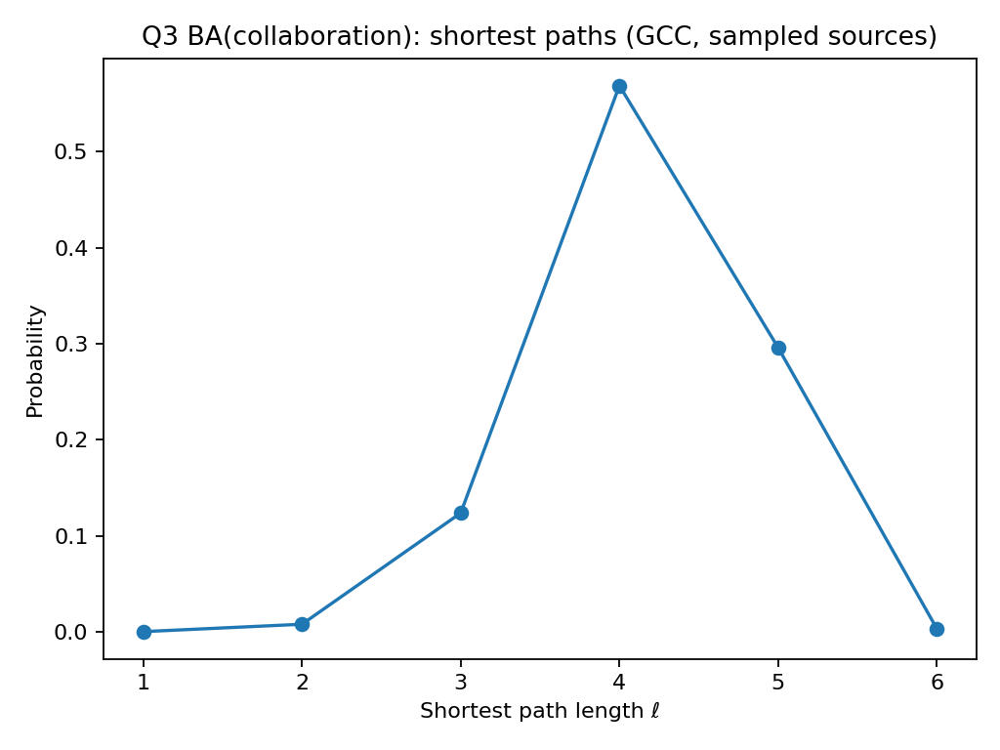 Q3 BA(collaboration): shortest paths (GCC, sampled sources)
Probability
0.5
0.4
0.3
0.2
0.1
0.0
1 2 3 4 5 6
Shortest path length ℓ